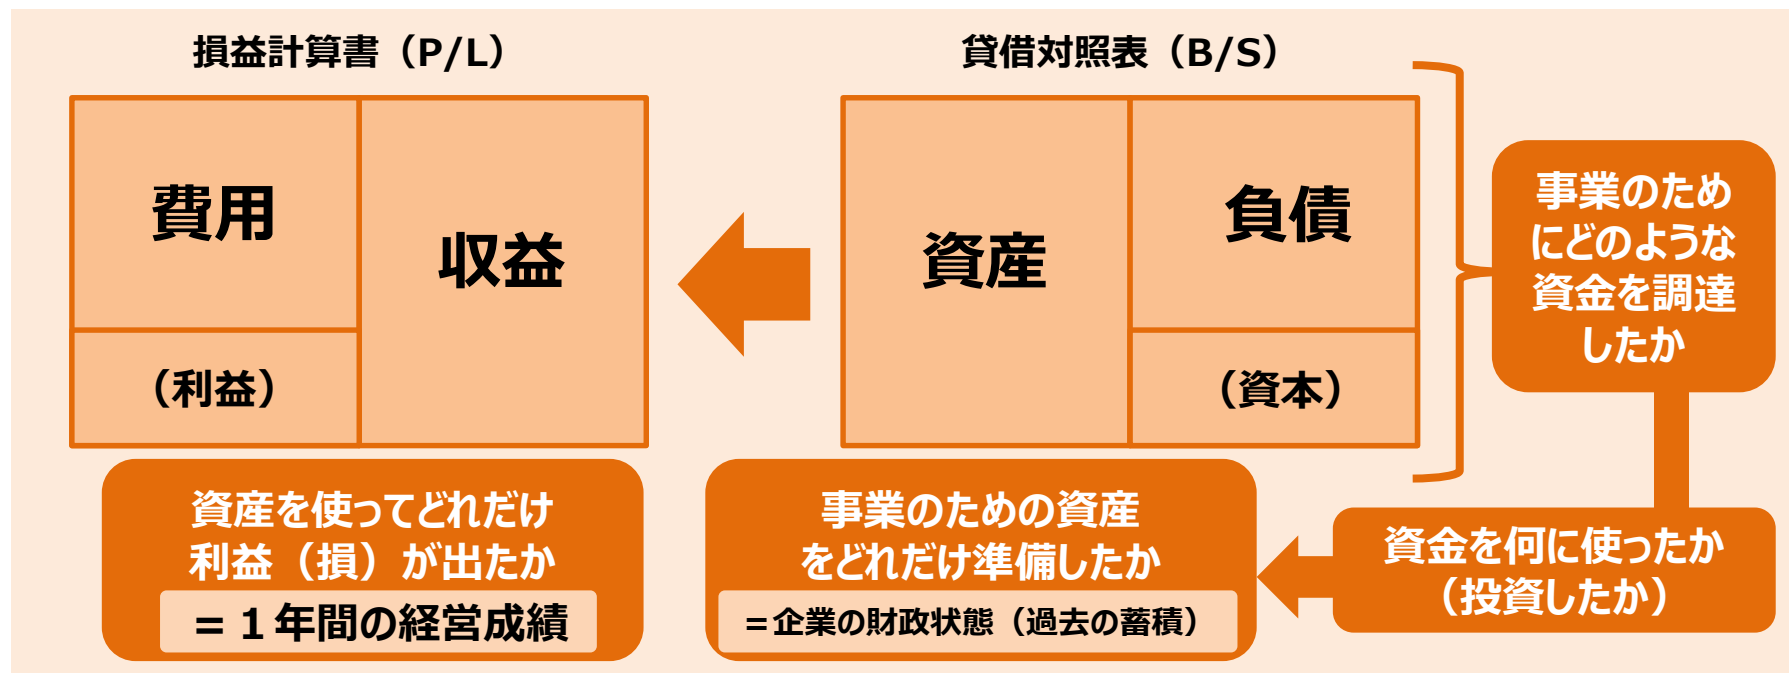 損益計算書（P/L）
費用
収益
（利益）
資産を使ってどれだけ
利益（損）が出たか
＝１年間の経営成績
貸借対照表（B/S）
資産
負債
（資本）
事業のための資産
をどれだけ準備したか
＝企業の財政状態（過去の蓄積）
事業のため
にどのような
資金を調達
したか
資金を何に使ったか
（投資したか）